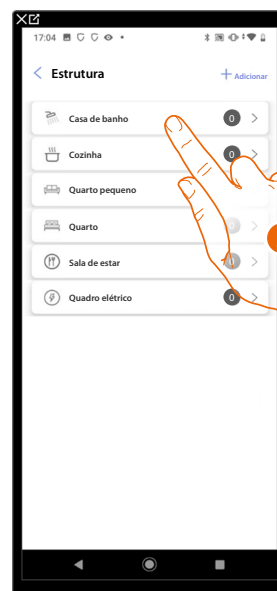 17:04
Estrutura
+ Adicionar
Casa de banho 0
Cozinha 0
Quarto pequeno
Quarto 0
Sala de estar
Quadro elétrico 0